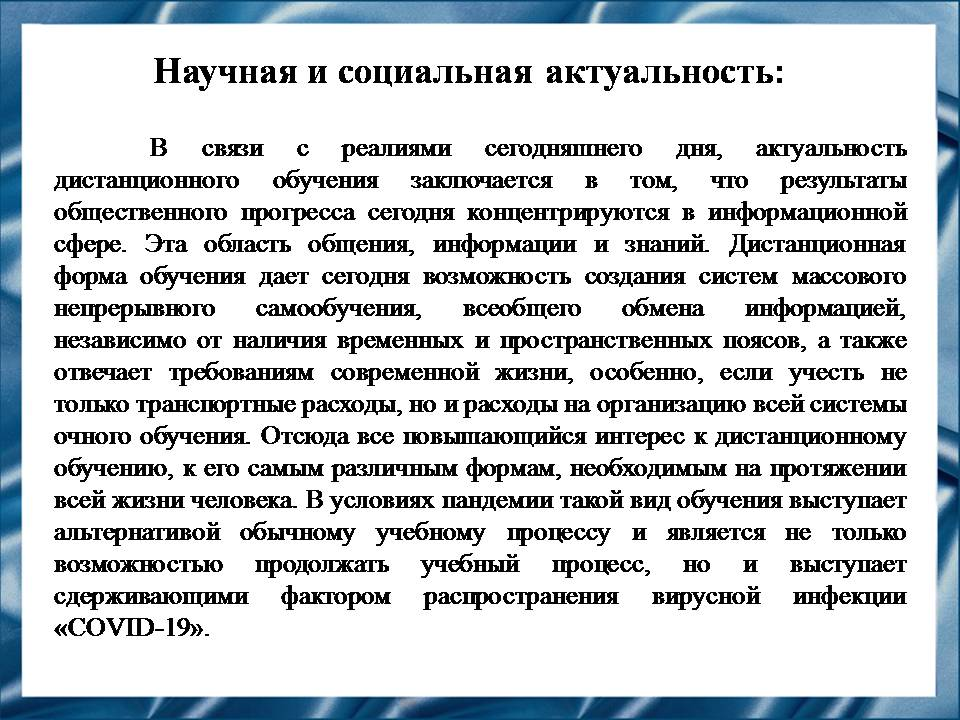 Научная и социальная актуальность:
В связи с реалиями сегодняшнего дня, актуальность
дистанционного обучения заключается в том, что результаты
общественного прогресса сегодня концентрируются в информационной
сфере. Эта область общения, информации и знаний. Дистанционная
форма обучения дает сегодня возможность создания систем массового
непрерывного самообучения, всеобщего обмена информацией,
независимо от наличия временных и пространственных поясов, а также
отвечает требованиям современной жизни, особенно, если учесть не
только транспортные расходы, но и расходы на организацию всей системы
очного обучения. Отсюда все повышающийся интерес к дистанционному
обучению, к его самым различным формам, необходимым на протяжении
всей жизни человека. В условиях пандемии такой вид обучения выступает
альтернативой обычному учебному процессу и является не только
возможностью продолжать учебный процесс, но и выступает
сдерживающими фактором распространения вирусной инфекции
«COVID-19».